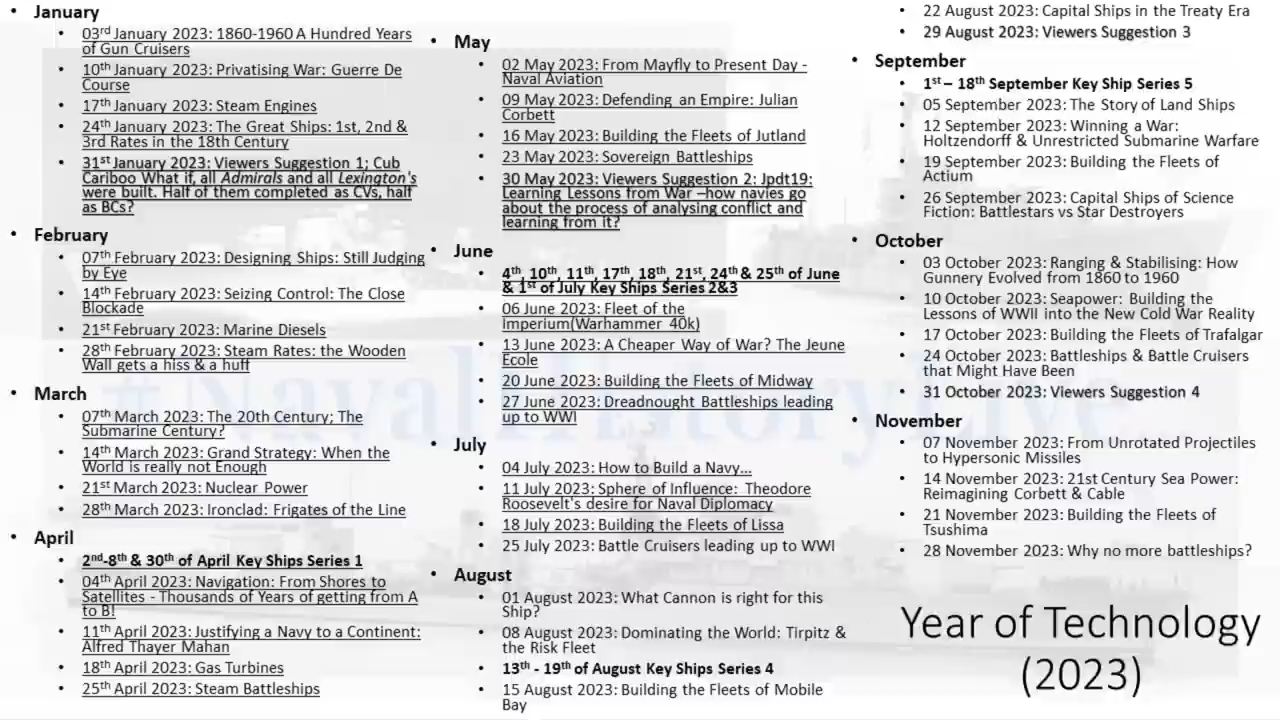 January
03rd January 2023: 1860-1960 A Hundred Years
of Gun Cruisers
10th January 2023: Privatising War: Guerre De
Course
17th January 2023: Steam Engines
24th January 2023: The Great Ships: 1st, 2nd &
3rd Rates in the 18th Century
31st January 2023: Viewers Suggestion 1; Cub
Cariboo What if, all Admirals and all Lexington's
were built. Half of them completed as CVs, half
as BCs?
February
07th February 2023: Designing Ships: Still Judging
by Eye
14th February 2023: Seizing Control: The Close
Blockade
21st February 2023: Marine Diesels
28th February 2023: Steam Rates: the Wooden
Wall gets a hiss & a huff
March
07th March 2023: The 20th Century; The
Submarine Century?
14th March 2023: Grand Strategy: When the
World is really not Enough
21st March 2023: Nuclear Power
28th March 2023: Ironclad: Frigates of the Line
April
2nd-8th & 30th of April Key Ships Series 1
04th April 2023: Navigation: From Shores to
Satellites - Thousands of Years of getting from A
to B!
11th April 2023: Justifying a Navy to a Continent:
Alfred Thayer Mahan
18th April 2023: Gas Turbines
25th April 2023: Steam Battleships
May
02 May 2023: From Mayfly to Present Day -
Naval Aviation
09 May 2023: Defending an Empire: Julian
Corbett
16 May 2023: Building the Fleets of Jutland
23 May 2023: Sovereign Battleships
30 May 2023: Viewers Suggestion 2: Jpdt19:
Learning Lessons from War –how navies go
about the process of analysing conflict and
learning from it?
June
4th, 10th, 11th, 17th, 18th, 21st, 24th & 25th of June
& 1st of July Key Ships Series 2&3
06 June 2023: Fleet of the
Imperium(Warhammer 40k)
13 June 2023: A Cheaper Way of War? The Jeune
Ecole
20 June 2023: Building the Fleets of Midway
27 June 2023: Dreadnought Battleships leading
up to WWI
July
04 July 2023: How to Build a Navy...
11 July 2023: Sphere of Influence: Theodore
Roosevelt's desire for Naval Diplomacy
18 July 2023: Building the Fleets of Lissa
25 July 2023: Battle Cruisers leading up to WWI
August
01 August 2023: What Cannon is right for this
Ship?
08 August 2023: Dominating the World: Tirpitz &
the Risk Fleet
13th - 19th of August Key Ships Series 4
15 August 2023: Building the Fleets of Mobile
Bay
22 August 2023: Capital Ships in the Treaty Era
29 August 2023: Viewers Suggestion 3
September
1st – 18th September Key Ship Series 5
05 September 2023: The Story of Land Ships
12 September 2023: Winning a War:
Holtzendorff & Unrestricted Submarine Warfare
19 September 2023: Building the Fleets of
Actium
26 September 2023: Capital Ships of Science
Fiction: Battlestars vs Star Destroyers
October
03 October 2023: Ranging & Stabilising: How
Gunnery Evolved from 1860 to 1960
10 October 2023: Seapower: Building the
Lessons of WWII into the New Cold War Reality
17 October 2023: Building the Fleets of Trafalgar
24 October 2023: Battleships & Battle Cruisers
that Might Have Been
31 October 2023: Viewers Suggestion 4
November
07 November 2023: From Unrotated Projectiles
to Hypersonic Missiles
14 November 2023: 21st Century Sea Power:
Reimagining Corbett & Cable
21 November 2023: Building the Fleets of
Tsushima
28 November 2023: Why no more battleships?
Year of Technology
(2023)
#NavalHistoryLive